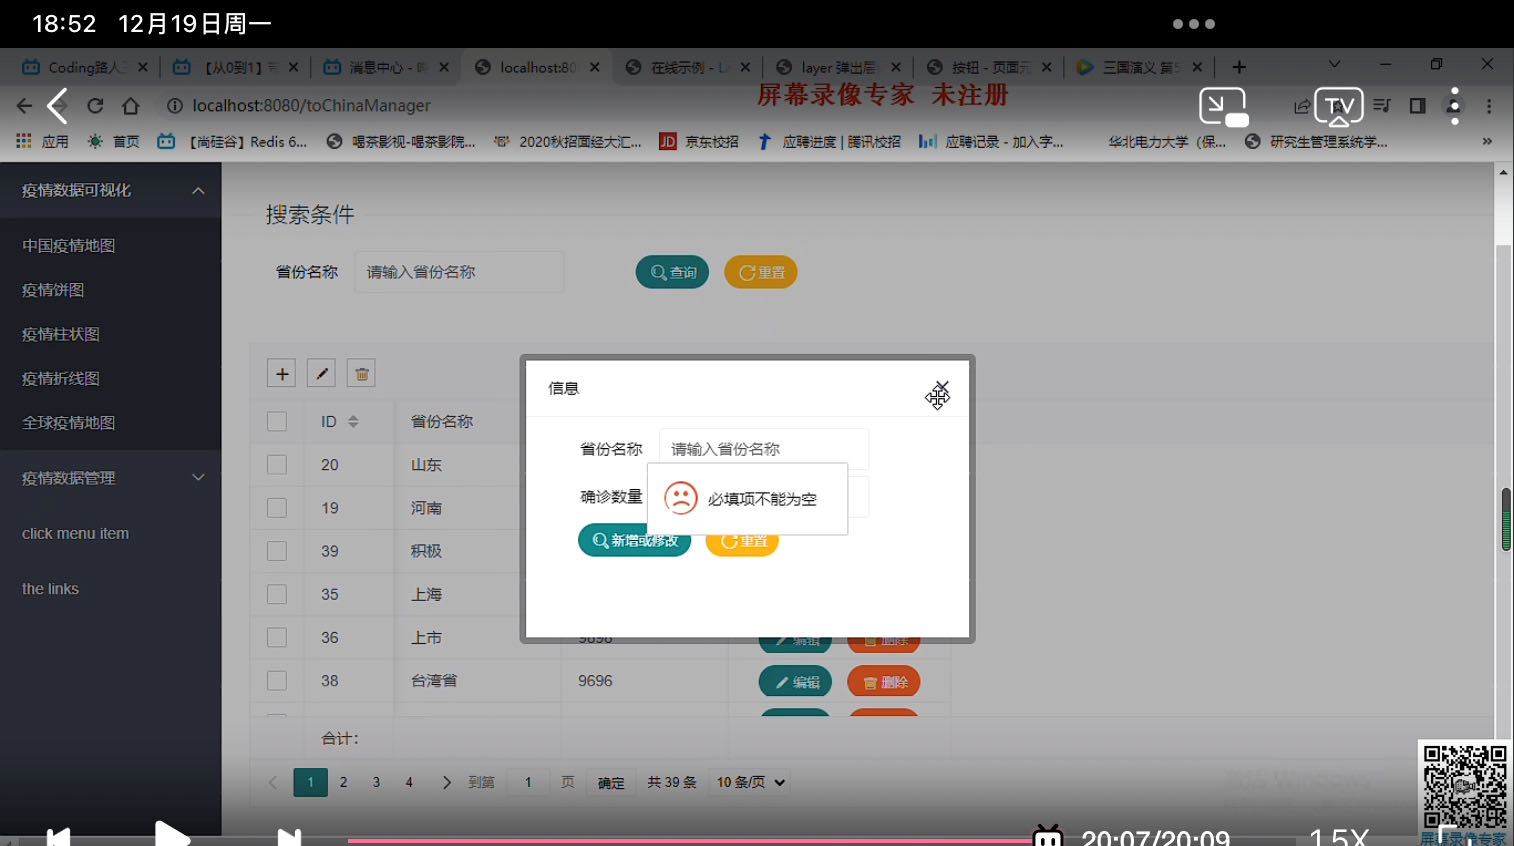 18:52 12月19日周一
Coding路人王
【从0到1】
消息中心 -
localhost:80
在线示例 - L
layer 弹出层
按钮 - 页面元
三国演义 第5
屏幕录像专家 未注册
localhost:8080/toChinaManager
TV
应用
首页
【尚硅谷】Redis 6...
喝茶影视-喝茶影院...
2020秋招面经大汇...
JD 京东校招
应聘进度 | 腾讯校招
应聘记录 - 加入字...
华北电力大学（保...
研究生管理系统学...
»
疫情数据可视化
中国疫情地图
疫情饼图
疫情柱状图
疫情折线图
全球疫情地图
疫情数据管理
click menu item
the links
搜索条件
省份名称 请输入省份名称 查询 重置
ID 省份名称
20 山东
19 河南
39 积极
35 上海
36 上市 9696 编辑 删除
38 台湾省 9696 编辑 删除
合计：
1 2 3 4 到第 1 页 确定 共 39 条 10 条/页
信息
省份名称 请输入省份名称
确诊数量
必填项不能为空
新增或修改 重置
屏幕录像专家
20:07/20:09
1.5X